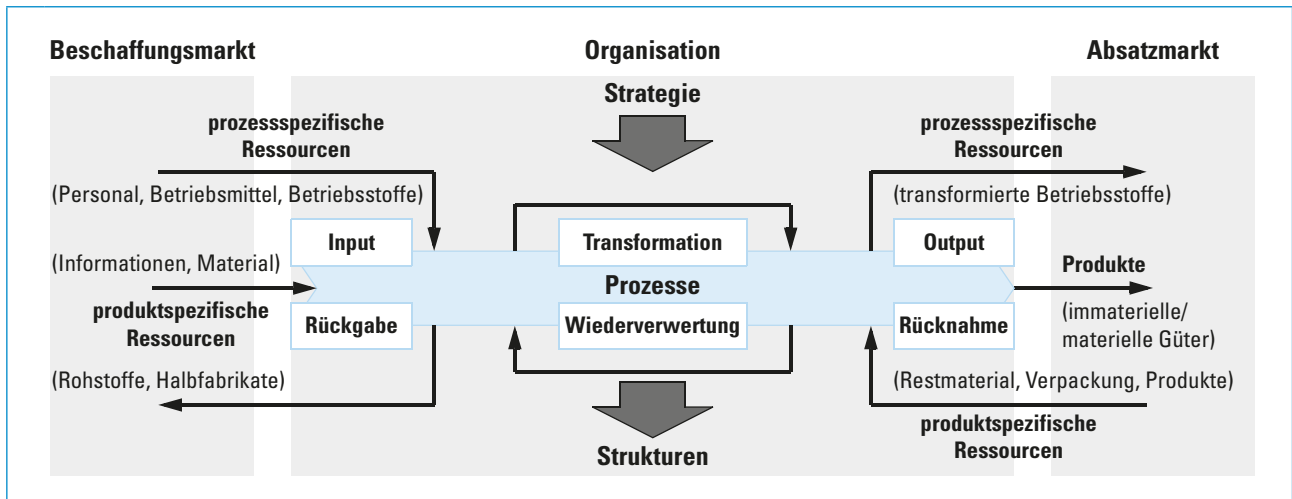 Beschaffungsmarkt
Organisation
Absatzmarkt
Strategie
prozessspezifische
Ressourcen
(Personal, Betriebsmittel, Betriebsstoffe)
prozessspezifische
Ressourcen
(transformierte Betriebsstoffe)
Input
Transformation
Output
(Informationen, Material)
produktspezifische
Ressourcen
Prozesse
Produkte
(immaterielle/
materielle Güter)
Rückgabe
Wiederverwertung
Rücknahme
(Rohstoffe, Halbfabrikate)
(Restmaterial, Verpackung, Produkte)
produktspezifische
Ressourcen
Strukturen